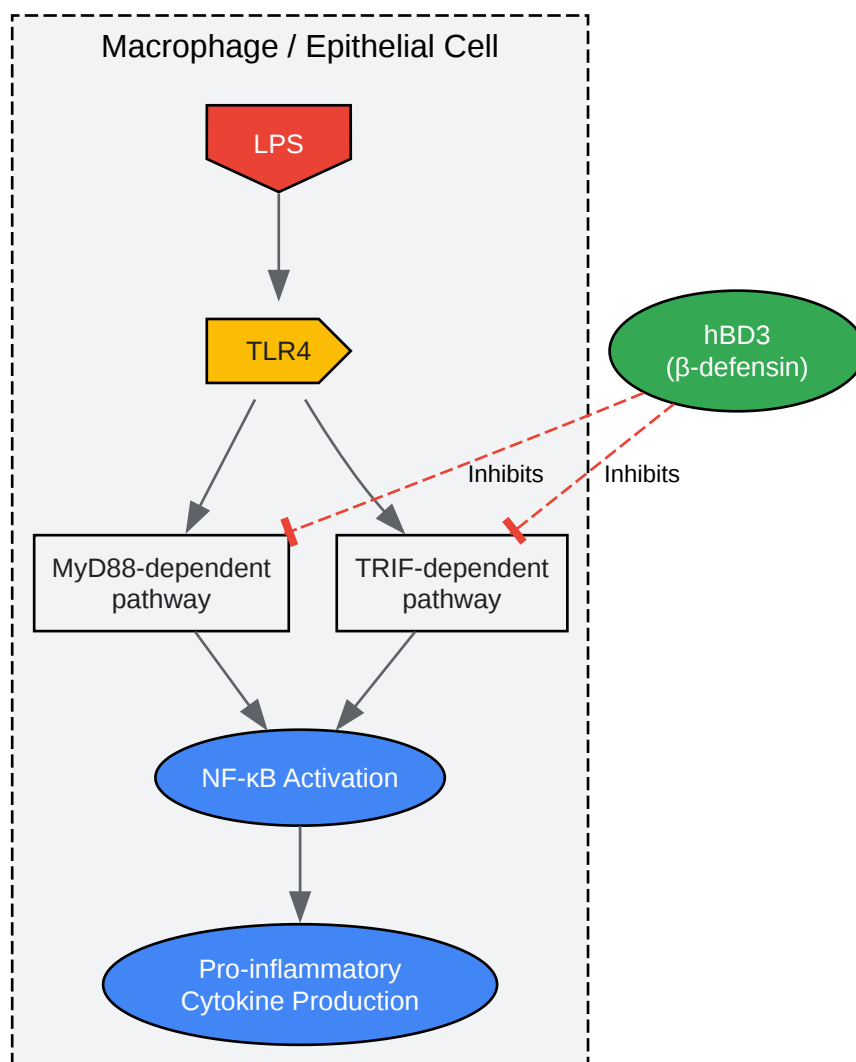 Macrophage / Epithelial Cell
LPS
TLR4
hBD3
(β-defensin)
Inhibits
Inhibits
MyD88-dependent
pathway
TRIF-dependent
pathway
NF-κB Activation
Pro-inflammatory
Cytokine Production